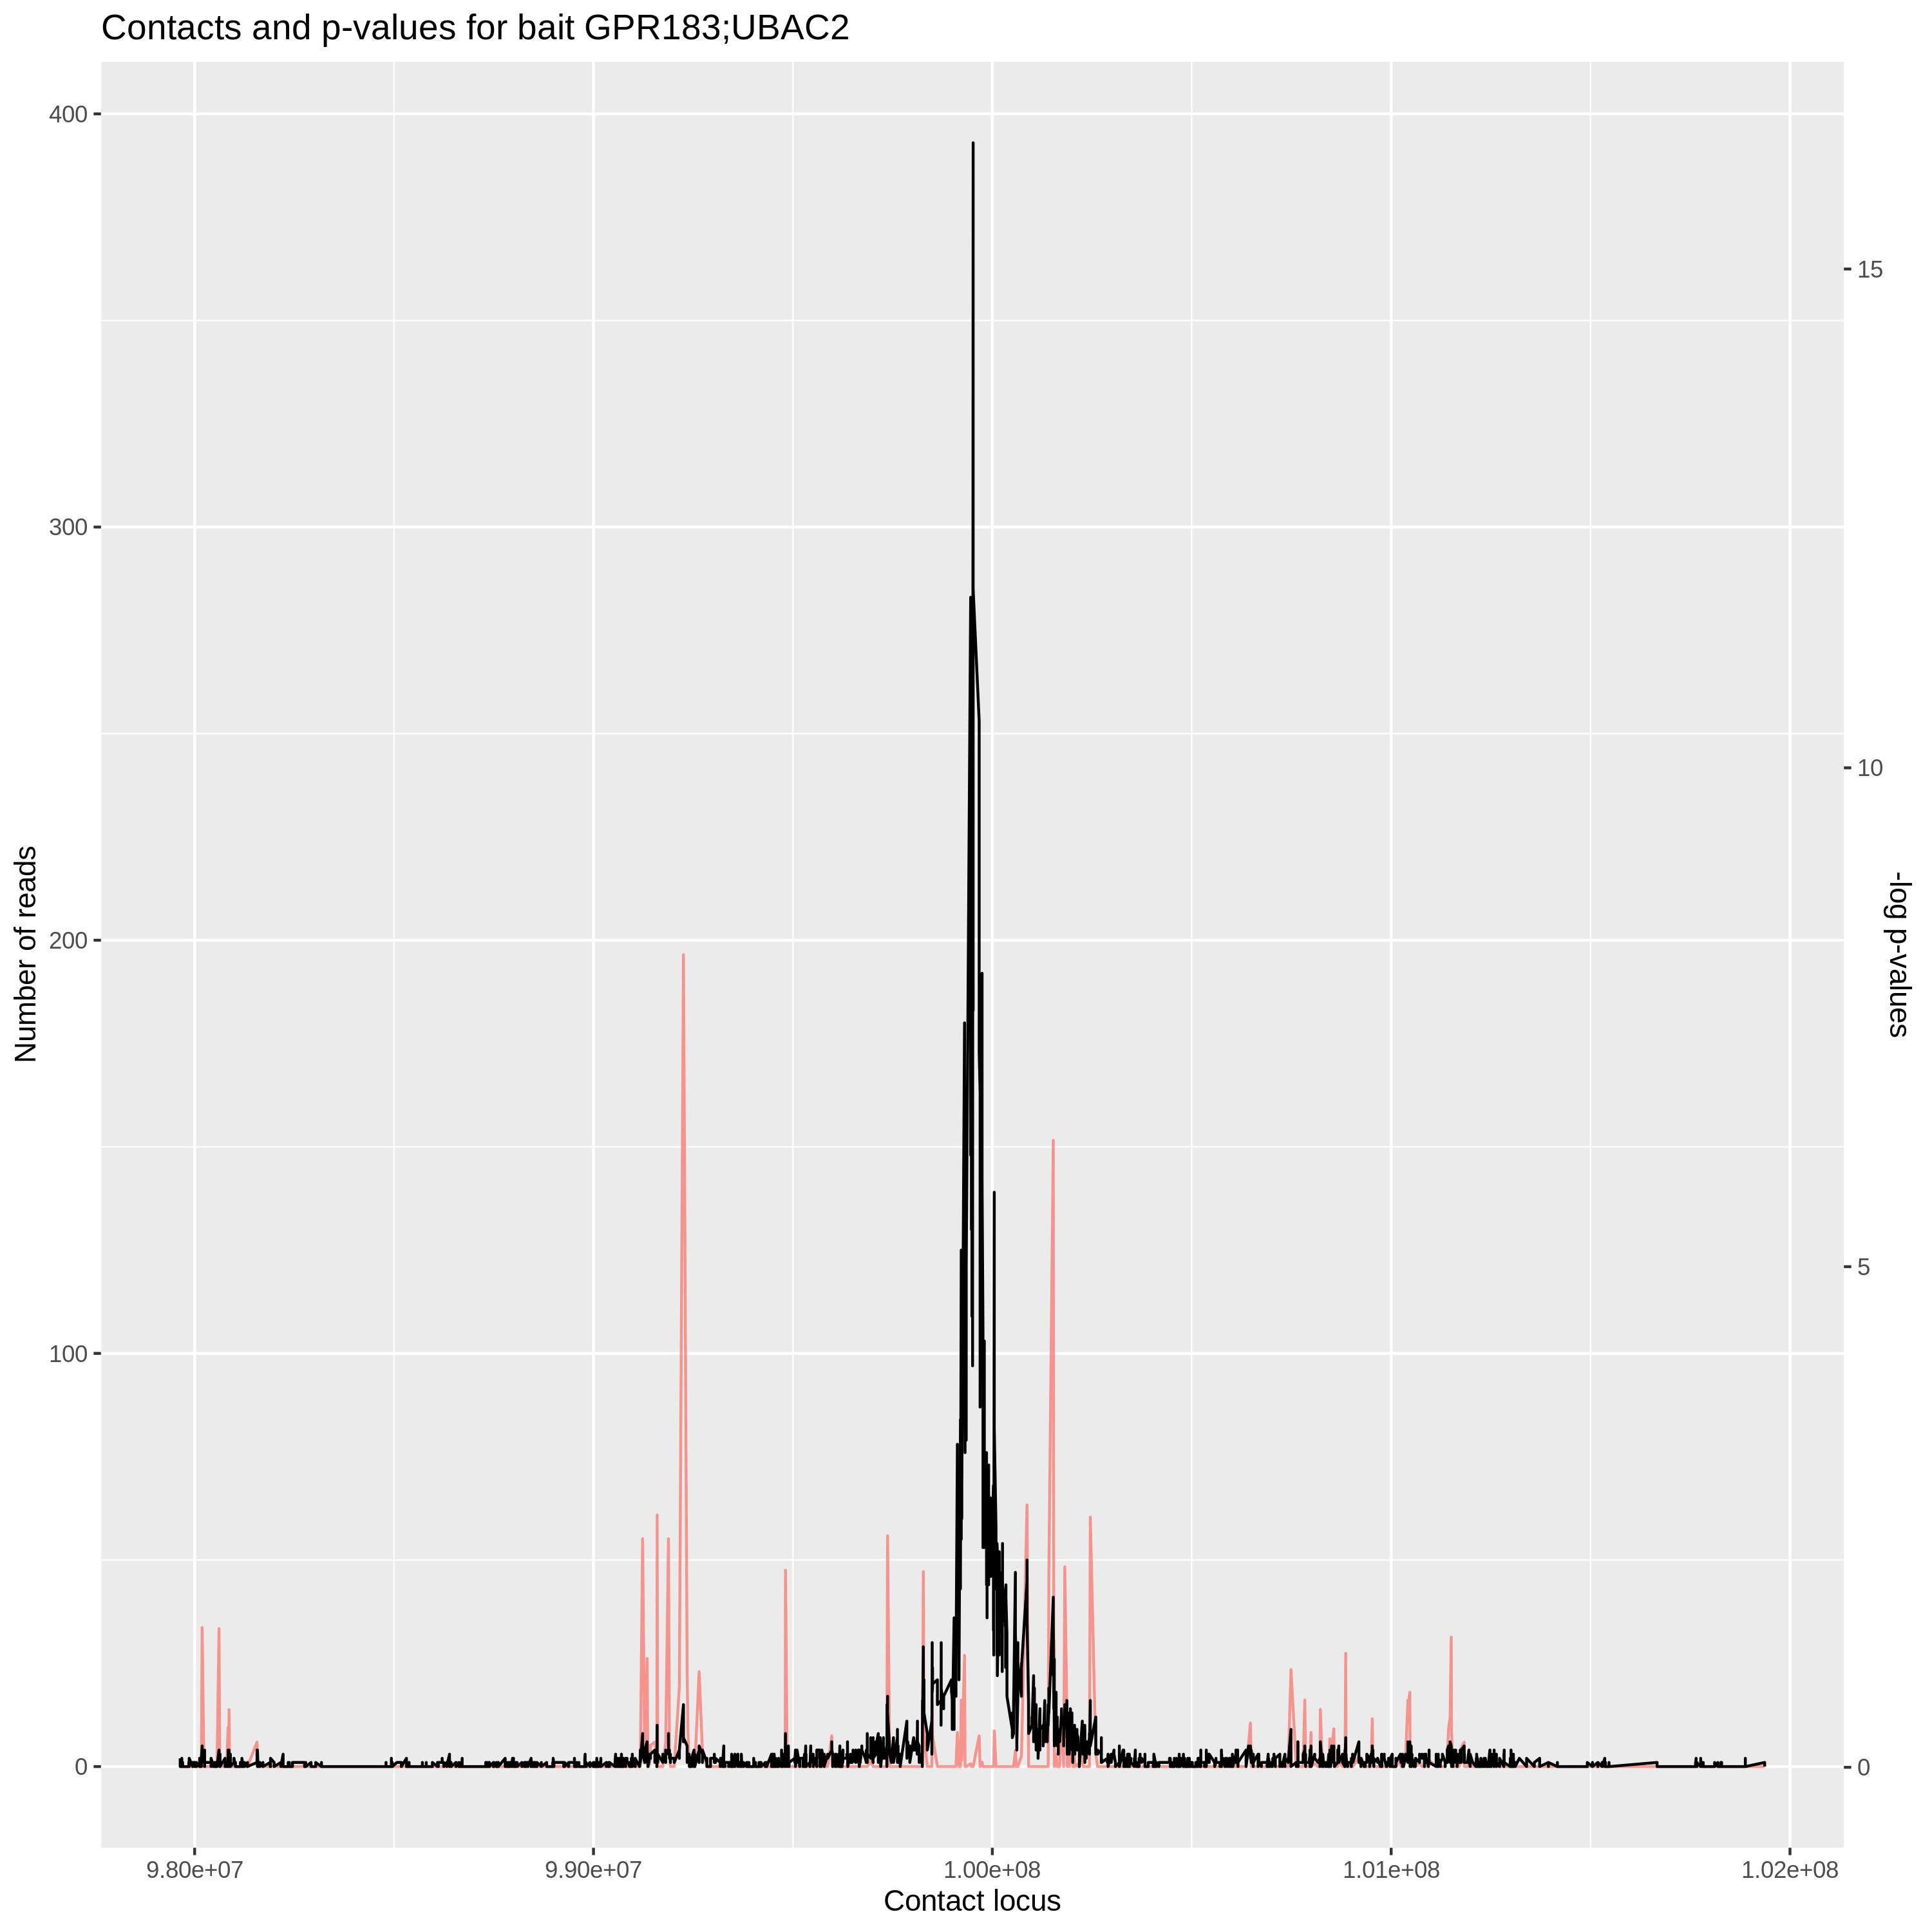 Contacts and p-values for bait GPR183;UBAC2
400
300
200
100
0
Number of reads
15
10
5
0
-log p-values
9.80e+07 9.90e+07 1.00e+08 1.01e+08 1.02e+08
Contact locus